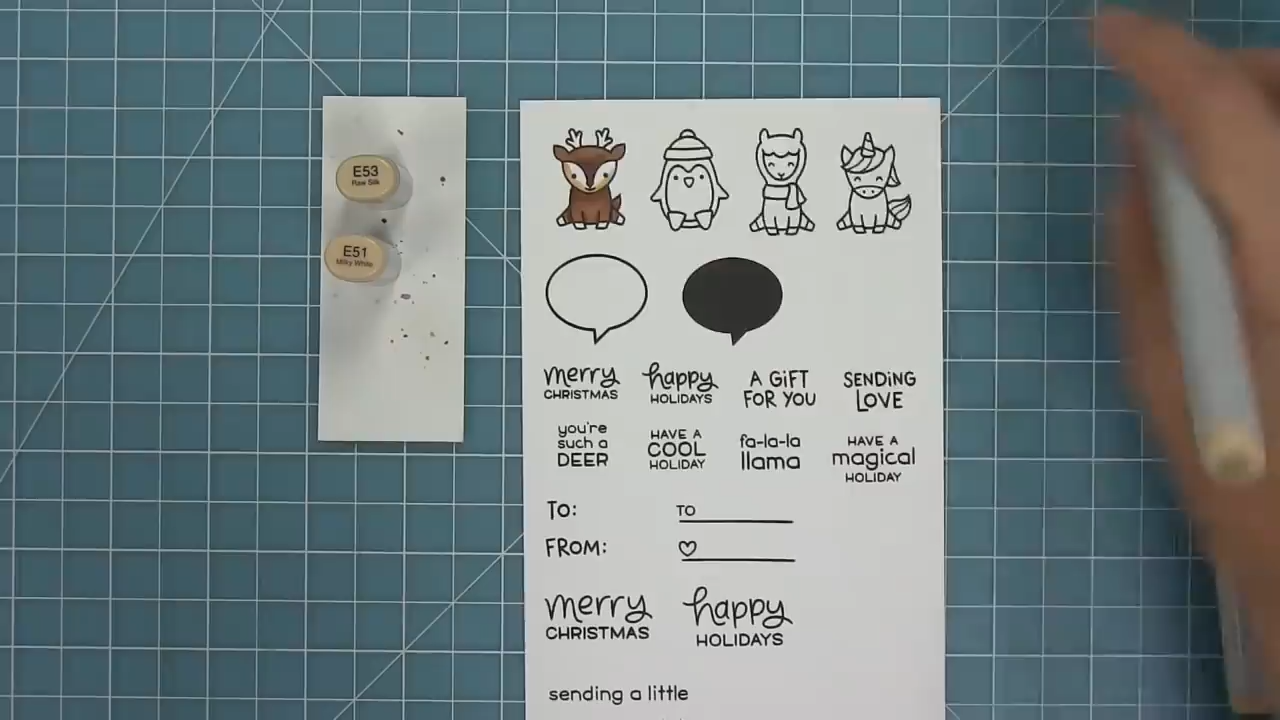 E53
Raw Silk
E51
Milky White
merry
CHRISTMAS
happy
HOLIDAYS
A GiFT
FOR YOU
SENDiNG
LOVE
you're
such a
DEER
HAVE A
COOL
HOLIDAY
fa-la-la
llama
HAVE A
magical
HOLIDAY
TO:
TO
FROM:
merry
CHRISTMAS
happy
HOLIDAYS
sending a little